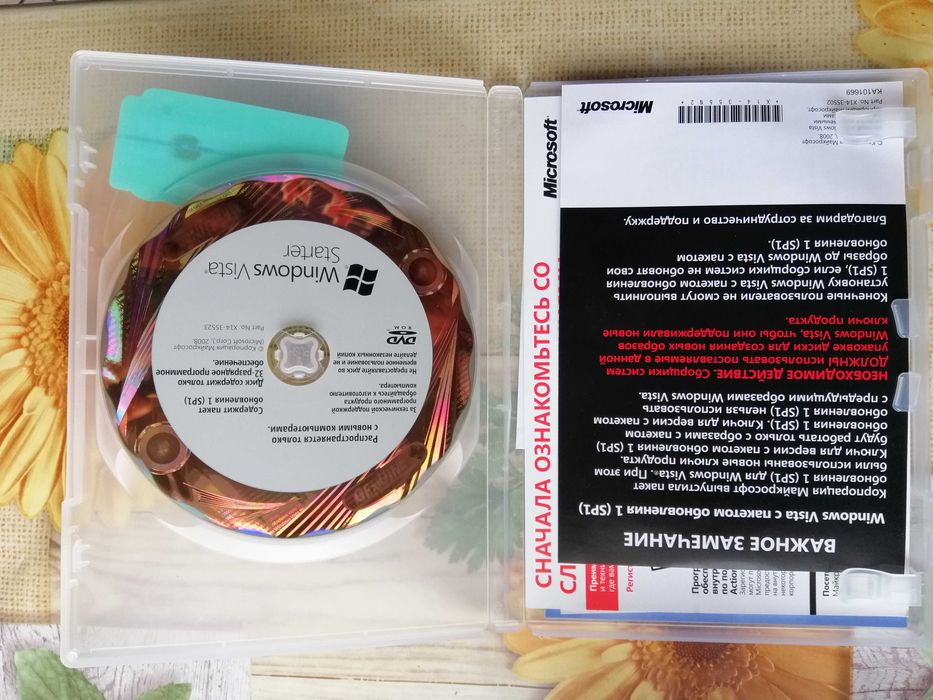 Windows Vista®
Starter
Part No. X14-35523
© Корпорация Майкрософт
(Microsoft Corp.), 2008.
DVD
ROM
Содержит пакет
обновления 1 (SP1)
Диск содержит только
32-разрядное программное
обеспечение.
Не предоставляйте диск во
временное пользование и не
делайте незаконных копий
За технической поддержкой
программного продукта
обращайтесь к изготовителю
компьютера.
Распространяется только
с новыми компьютерами.
Microsoft
СНАЧАЛА ОЗНАКОМЬТЕСЬ СО
ВАЖНОЕ ЗАМЕЧАНИЕ
Windows Vista с пакетом обновления 1 (SP1)
Корпорация Майкрософт выпустила пакет
обновления 1 (SP1) для Windows Vista®. При этом
были использованы новые ключи продукта.
Ключи для версии с пакетом обновления 1 (SP1)
будут работать только с образами с пакетом
обновления 1 (SP1). Ключи для версии с пакетом
обновления 1 (SP1) нельзя использовать
с предыдущими образами Windows Vista.
НЕОБХОДИМОЕ ДЕЙСТВИЕ. Сборщики систем
ДОЛЖНЫ использовать поставляемые в данной
упаковке диски для создания новых образов
Windows Vista, чтобы они поддерживали новые
ключи продукта.
Конечные пользователи не смогут выполнить
установку Windows Vista с пакетом обновления
1 (SP1), если сборщики систем не обновят свои
образы до Windows Vista с пакетом
обновления 1 (SP1).
Благодарим за сотрудничество и поддержку.
Microsoft
*X14-35502*
Part No. X14-35502
KA101669